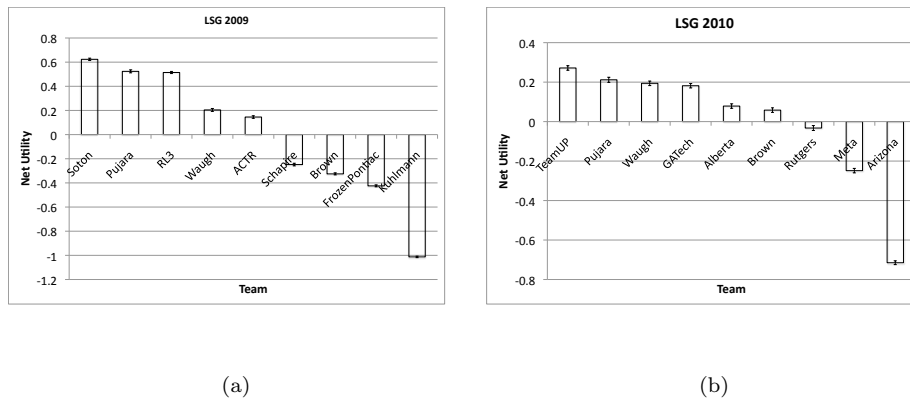 LSG 2009
0.8
0.6
0.4
0.2
0
-0.2
-0.4
-0.6
-0.8
-1
-1.2
Net Utility
Soton
Pujara
RL3
Waugh
ACTR
Schapire
Brown
FrozenPontiac
Kuhlmann
Team
(a)
LSG 2010
0.4
0.2
0
-0.2
-0.4
-0.6
-0.8
Net Utility
TeamUP
Pujara
Waugh
GATech
Alberta
Brown
Rutgers
Meta
Arizona
Team
(b)